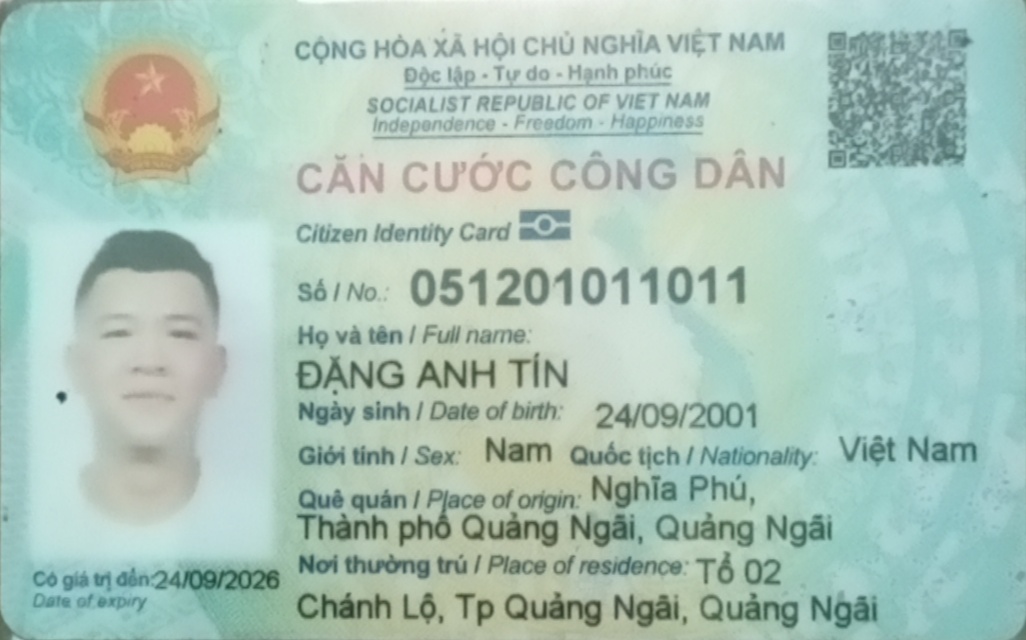 CỘNG HÒA XÃ HỘI CHỦ NGHĨA VIỆT NAM
Độc lập - Tự do - Hạnh phúc
SOCIALIST REPUBLIC OF VIET NAM
Independence - Freedom - Happiness
CĂN CƯỚC CÔNG DÂN
Citizen Identity Card
Số / No.: 051201011011
Họ và tên / Full name:
ĐẶNG ANH TÍN
Ngày sinh / Date of birth: 24/09/2001
Giới tính / Sex: Nam Quốc tịch / Nationality: Việt Nam
Quê quán / Place of origin: Nghĩa Phú,
Thành phố Quảng Ngãi, Quảng Ngãi
Nơi thường trú / Place of residence: Tổ 02
Chánh Lộ, Tp Quảng Ngãi, Quảng Ngãi
Có giá trị đến: 24/09/2026
Date of expiry